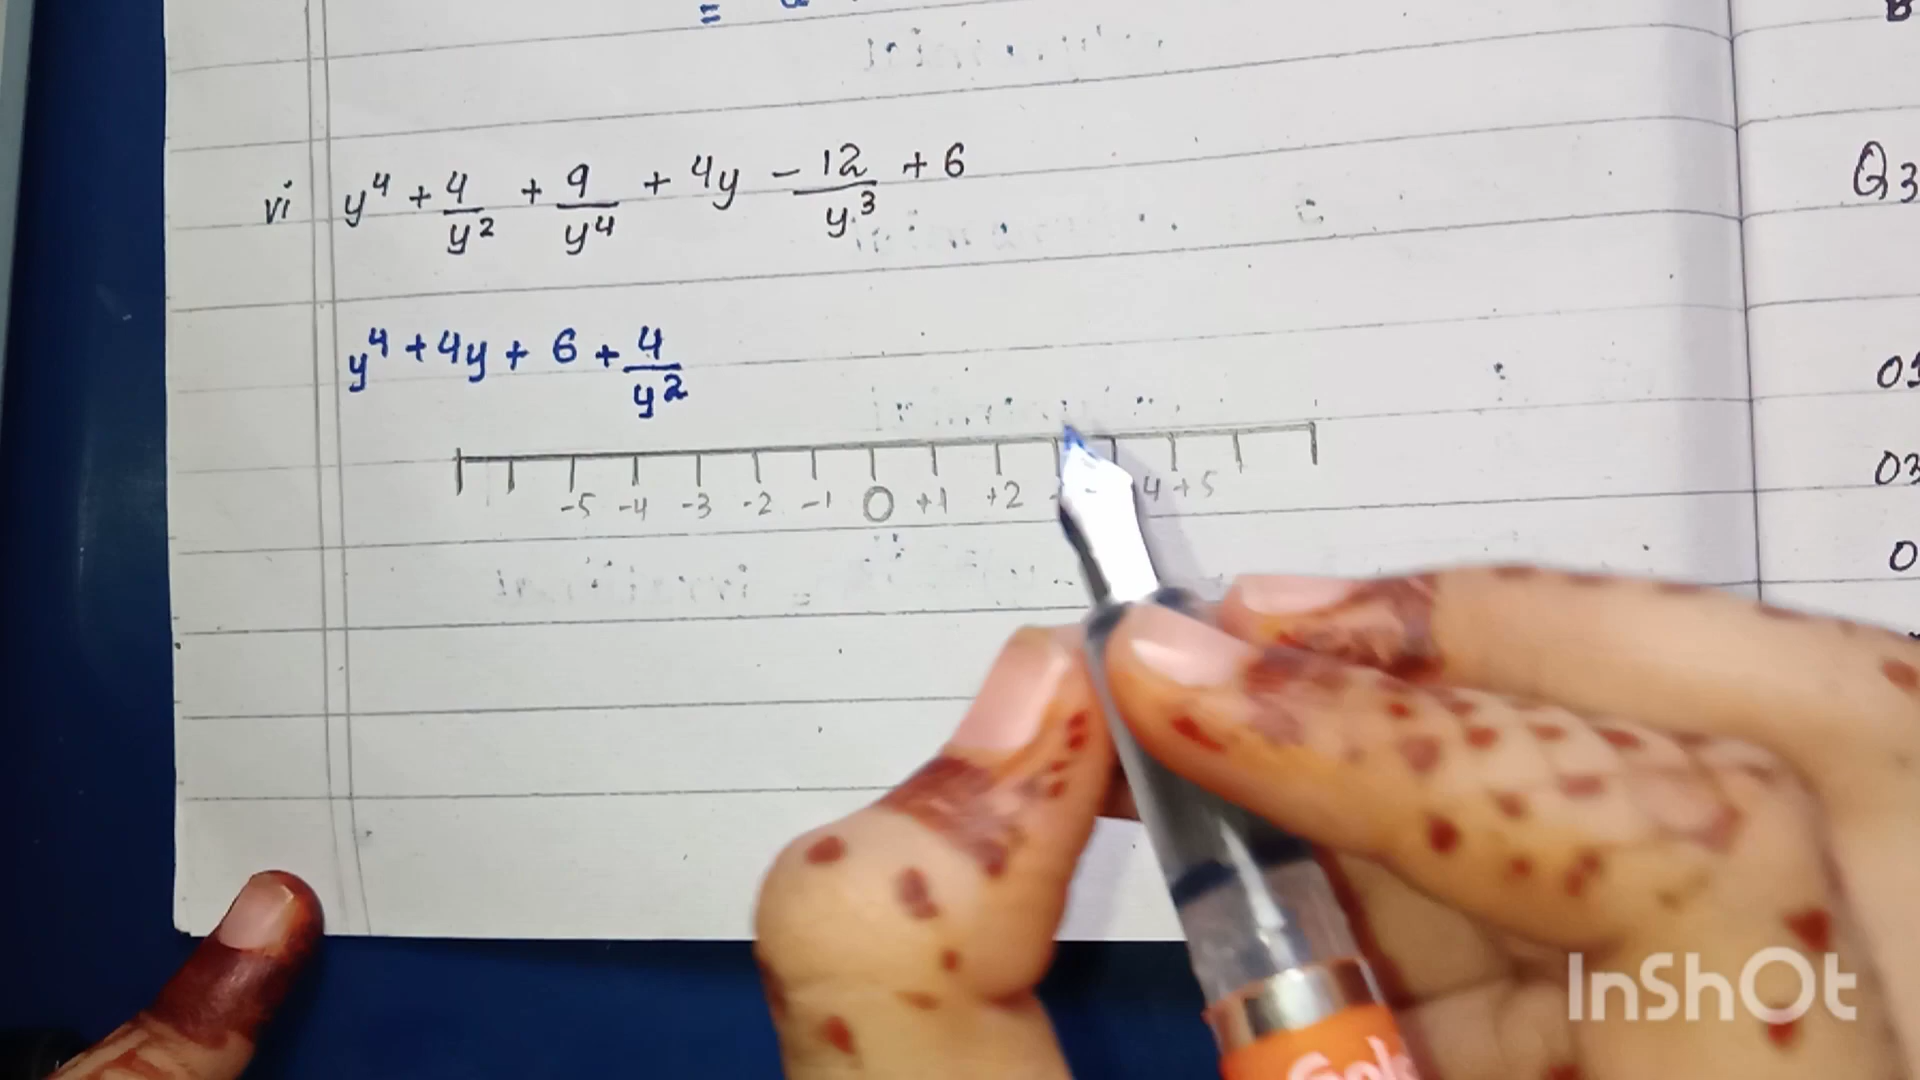 =
vi y⁴ + 4/y² + 9/y⁴ + 4y - 12/y³ + 6
Q3
y⁴ + 4y + 6 + 4/y²
03
-5 -4 -3 -2 -1 0 +1 +2 4 +5
InShOt